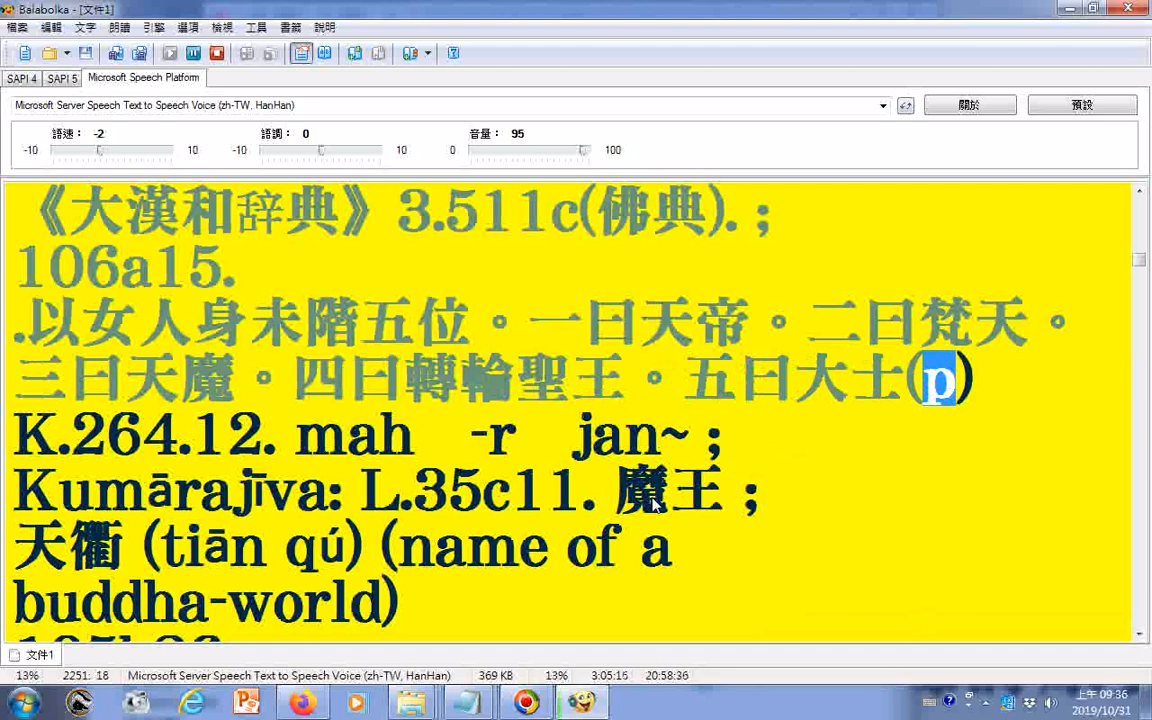 Balabolka - [文件1]
檔案 編輯 文字 朗讀 引擎 選項 檢視 工具 書籤 說明
SAPI 4 SAPI 5 Microsoft Speech Platform
Microsoft Server Speech Text to Speech Voice (zh-TW, HanHan) 關於 預設
語速： -2 語調： 0 音量： 95
-10 10 -10 10 0 100
《大漢和辞典》3.511c(佛典).；
106a15.
.以女人身未階五位。一曰天帝。二曰梵天。
三曰天魔。四曰轉輪聖王。五曰大士(p)
K.264.12. mah -r jan~；
Kumārajīva: L.35c11. 魔王；
天衢 (tiān qú) (name of a
buddha-world)
文件1
13% 2251: 18 Microsoft Server Speech Text to Speech Voice (zh-TW, HanHan) 369 KB 13% 3:05:16 20:58:36
上午 09:36
2019/10/31